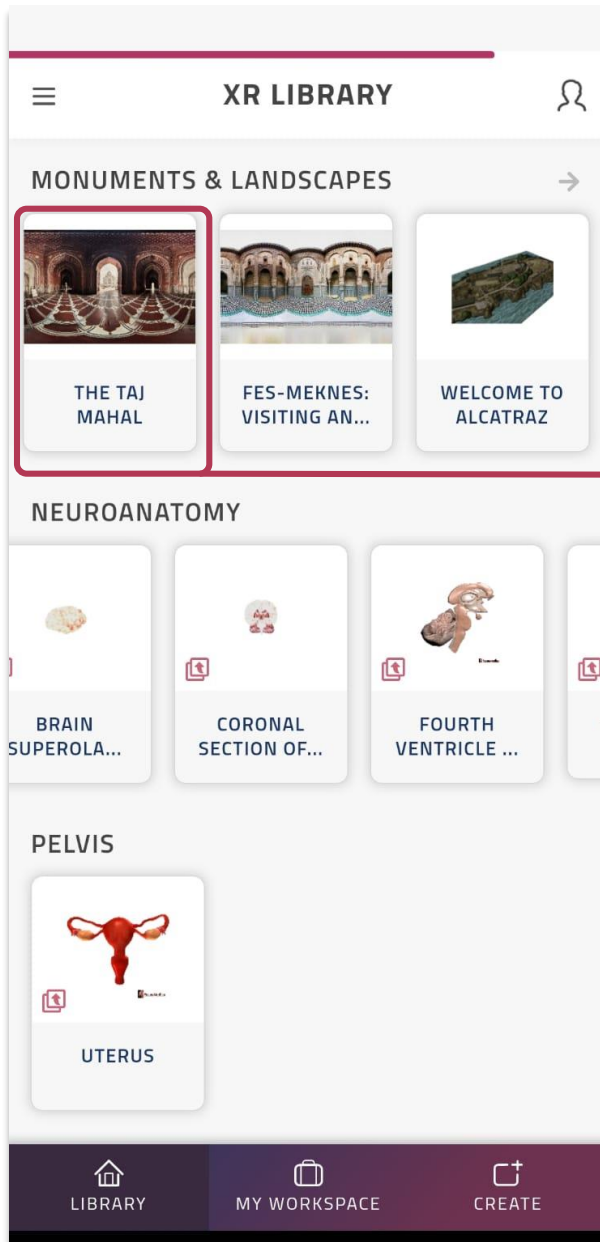 XR LIBRARY
MONUMENTS & LANDSCAPES
THE TAJ
MAHAL
FES-MEKNES:
VISITING AN...
WELCOME TO
ALCATRAZ
NEUROANATOMY
BRAIN
SUPEROLA...
CORONAL
SECTION OF...
FOURTH
VENTRICLE ...
PELVIS
UTERUS
LIBRARY
MY WORKSPACE
CREATE